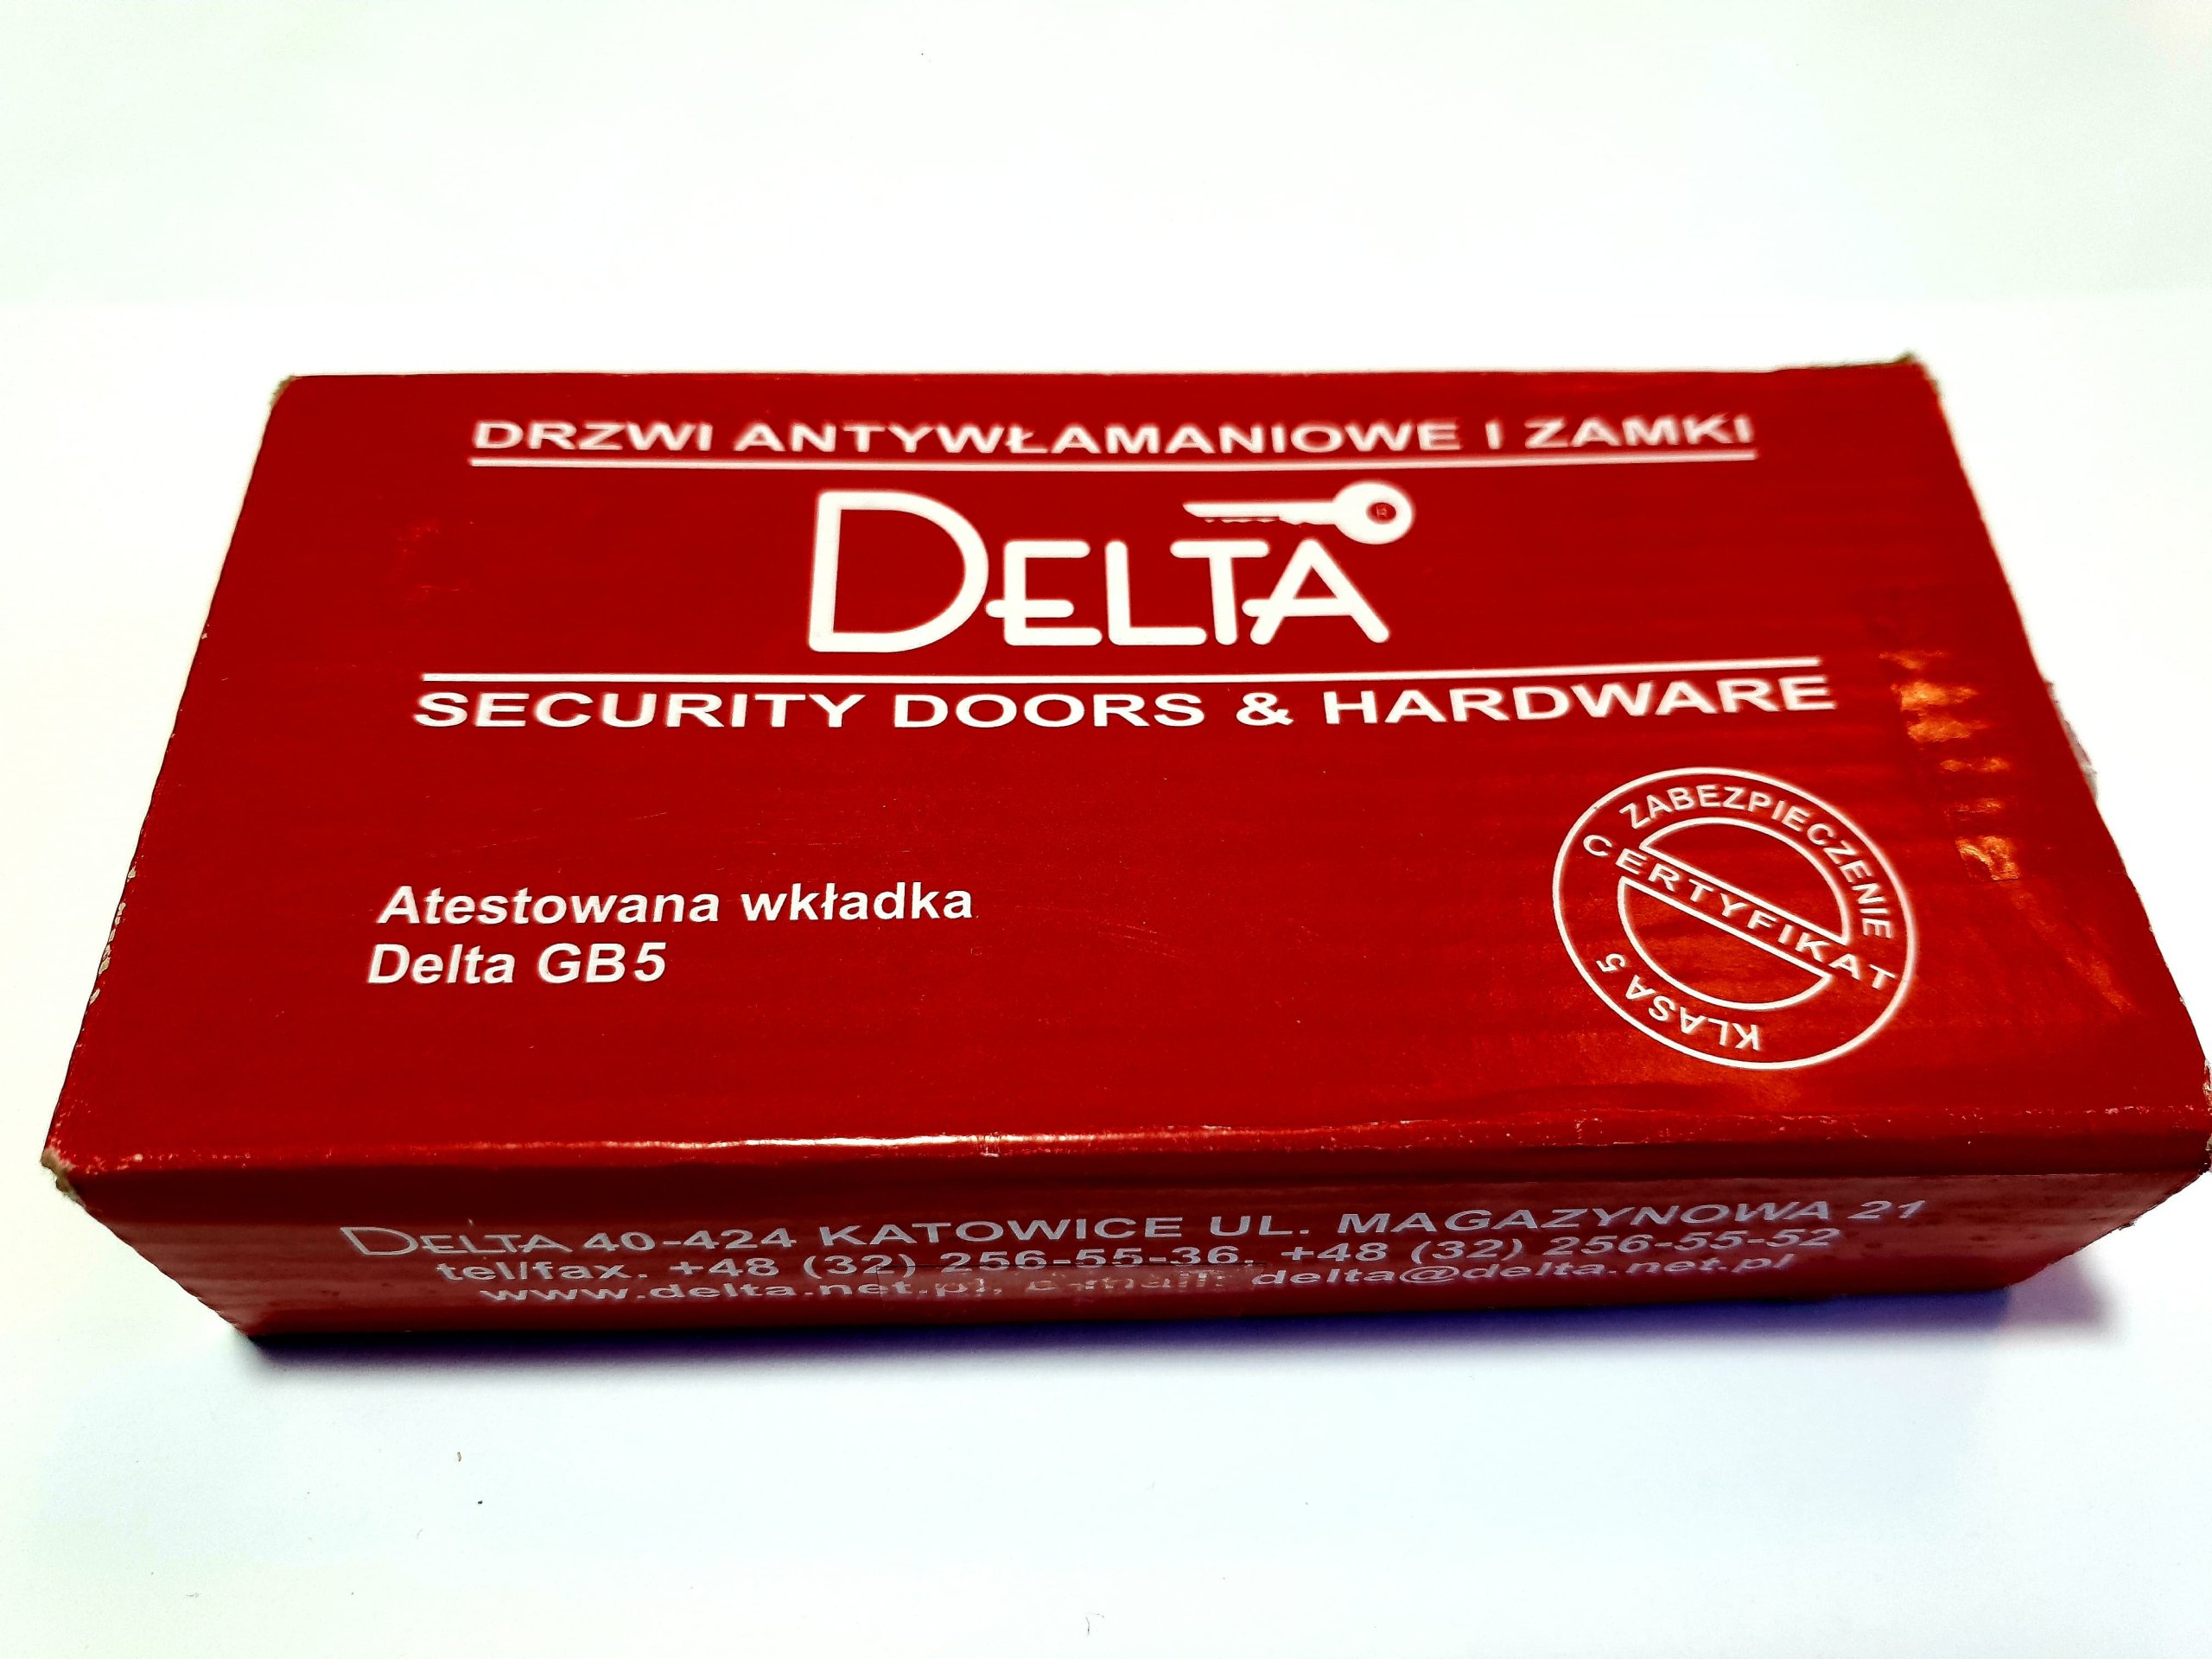 DRZWI ANTYWŁAMANIOWE I ZAMKI
DELTA
SECURITY DOORS & HARDWARE
Atestowana wkładka
Delta GB5
ZABEZPIECZENIE
CERTYFIKAT
KLASA 5
DELTA 40-424 KATOWICE UL. MAGAZYNOWA 21
tel/fax. +48 (32) 256-55-36, +48 (32) 256-55-52
www.delta.net.pl, e-mail: delta@delta.net.pl